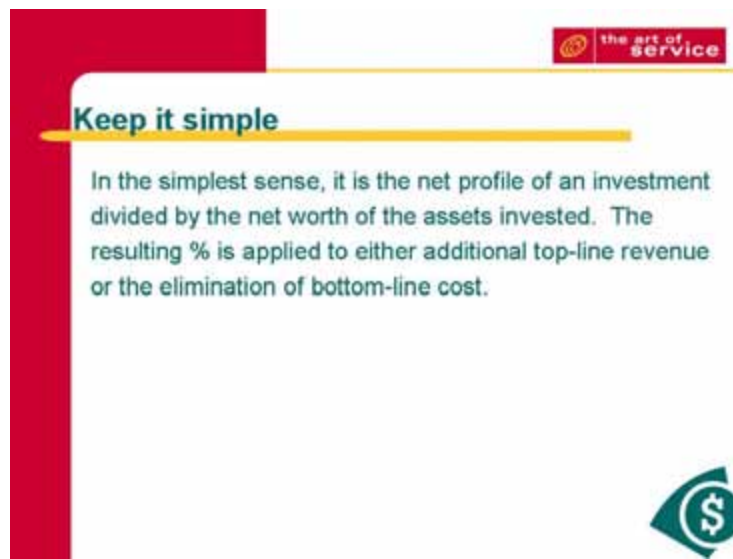 the art of
service
Keep it simple
In the simplest sense, it is the net profile of an investment
divided by the net worth of the assets invested.  The
resulting % is applied to either additional top-line revenue
or the elimination of bottom-line cost.
$